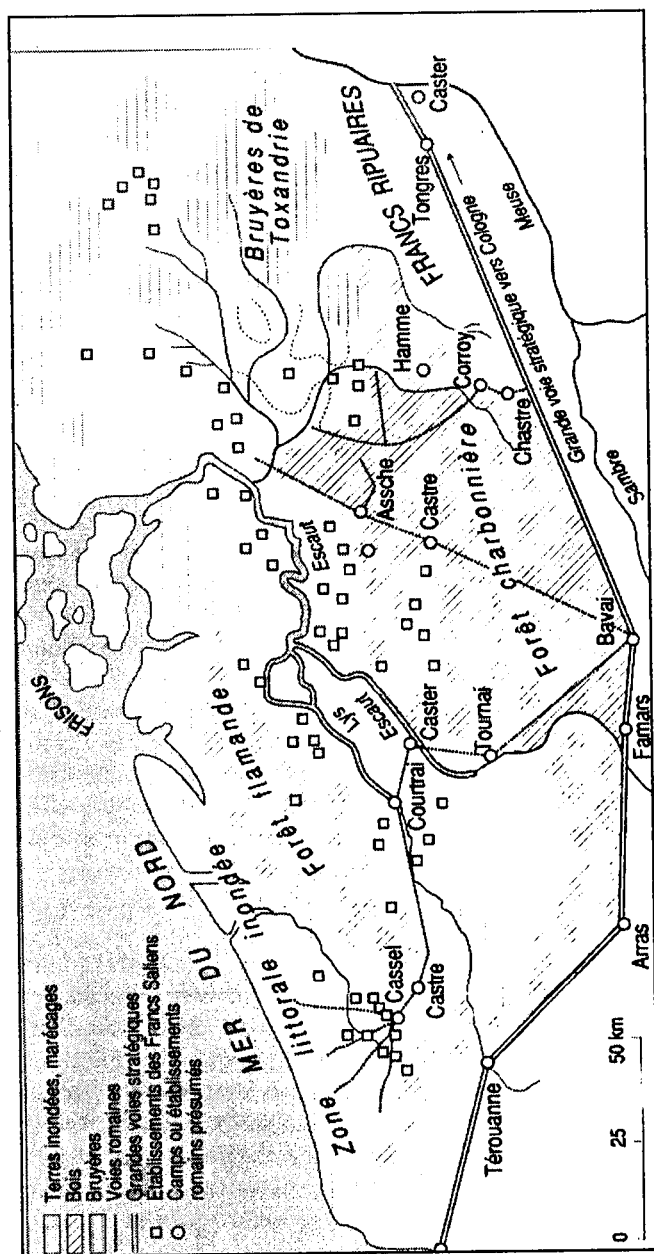 Terres inondées, marécages
Bois
Bruyères
Voies romaines
Grandes voies stratégiques
Etablissements des Francs Saliens
Camps ou établissements
romains présumés
MER DU NORD
FRISONS
Zone littorale inondée
Forêt flamande
Bruyères de
Toxandrie
Escaut
Lys
Escaut
Cassel
Castre
Courtrai
Caster
Tournai
Assche
Castre
Forêt charbonnière
Hamme
Corroy
Chastre
FRANCS RIPUAIRES
Tongres
Caster
Grande voie stratégique vers Cologne
Meuse
Sambre
Bavai
Famars
Arras
Térouanne
0 25 50 km